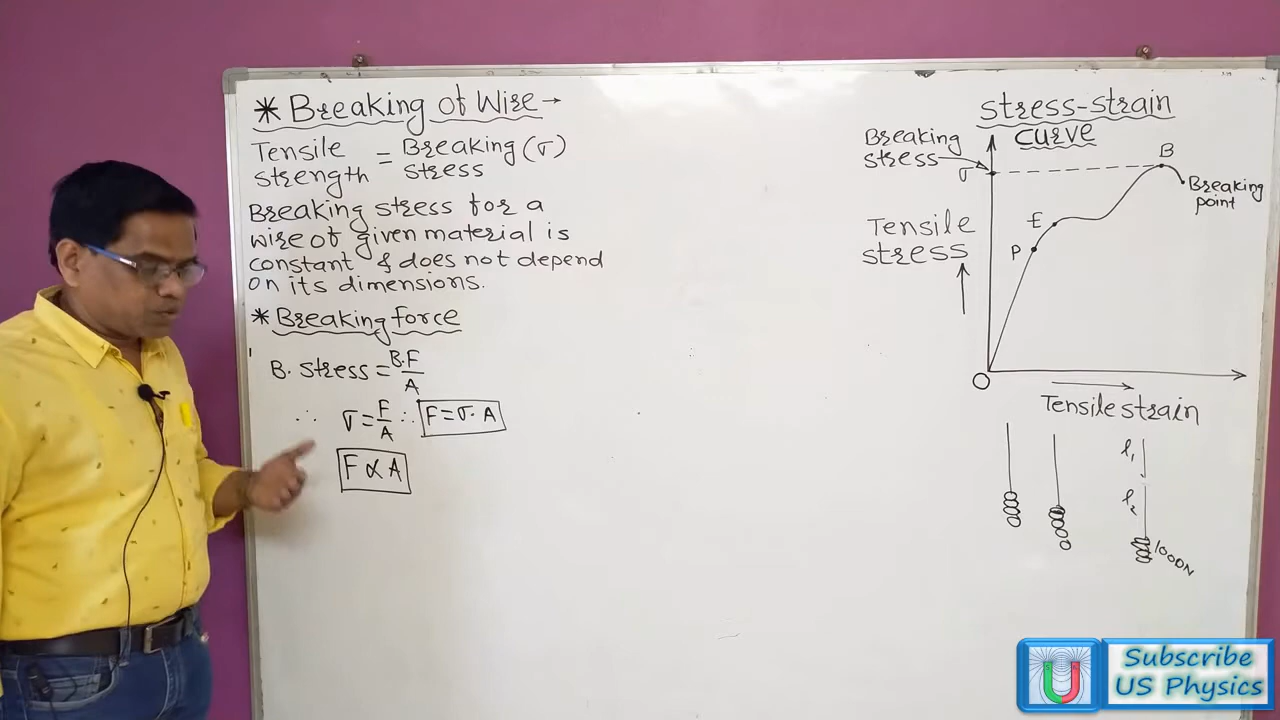 * Breaking of Wire →
Tensile strength = Breaking stress (σ)
Breaking stress for a
wire of given material is
constant & does not depend
on its dimensions.
* Breaking force
B. stress = B.F / A
∴ σ = F / A ∴ F = σ · A
F ∝ A
stress-strain
curve
Breaking
stress
σ
B
Breaking
point
E
P
Tensile
stress
O
Tensile strain
l₁
l₂
1000N
Subscribe
US Physics